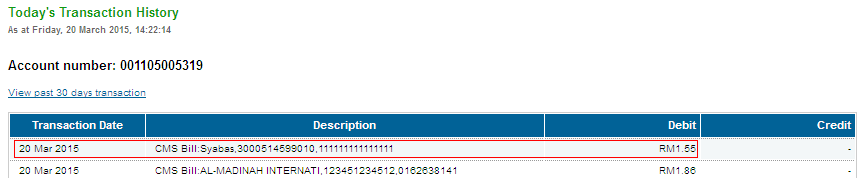 Today's Transaction History
As at Friday, 20 March 2015, 14:22:14
Account number: 001105005319
View past 30 days transaction
Transaction Date Description Debit Credit
20 Mar 2015 CMS Bill:Syabas,3000514599010,111111111111111 RM1.55 -
20 Mar 2015 CMS Bill:AL-MADINAH INTERNATI,123451234512,0162638141 RM1.86 -